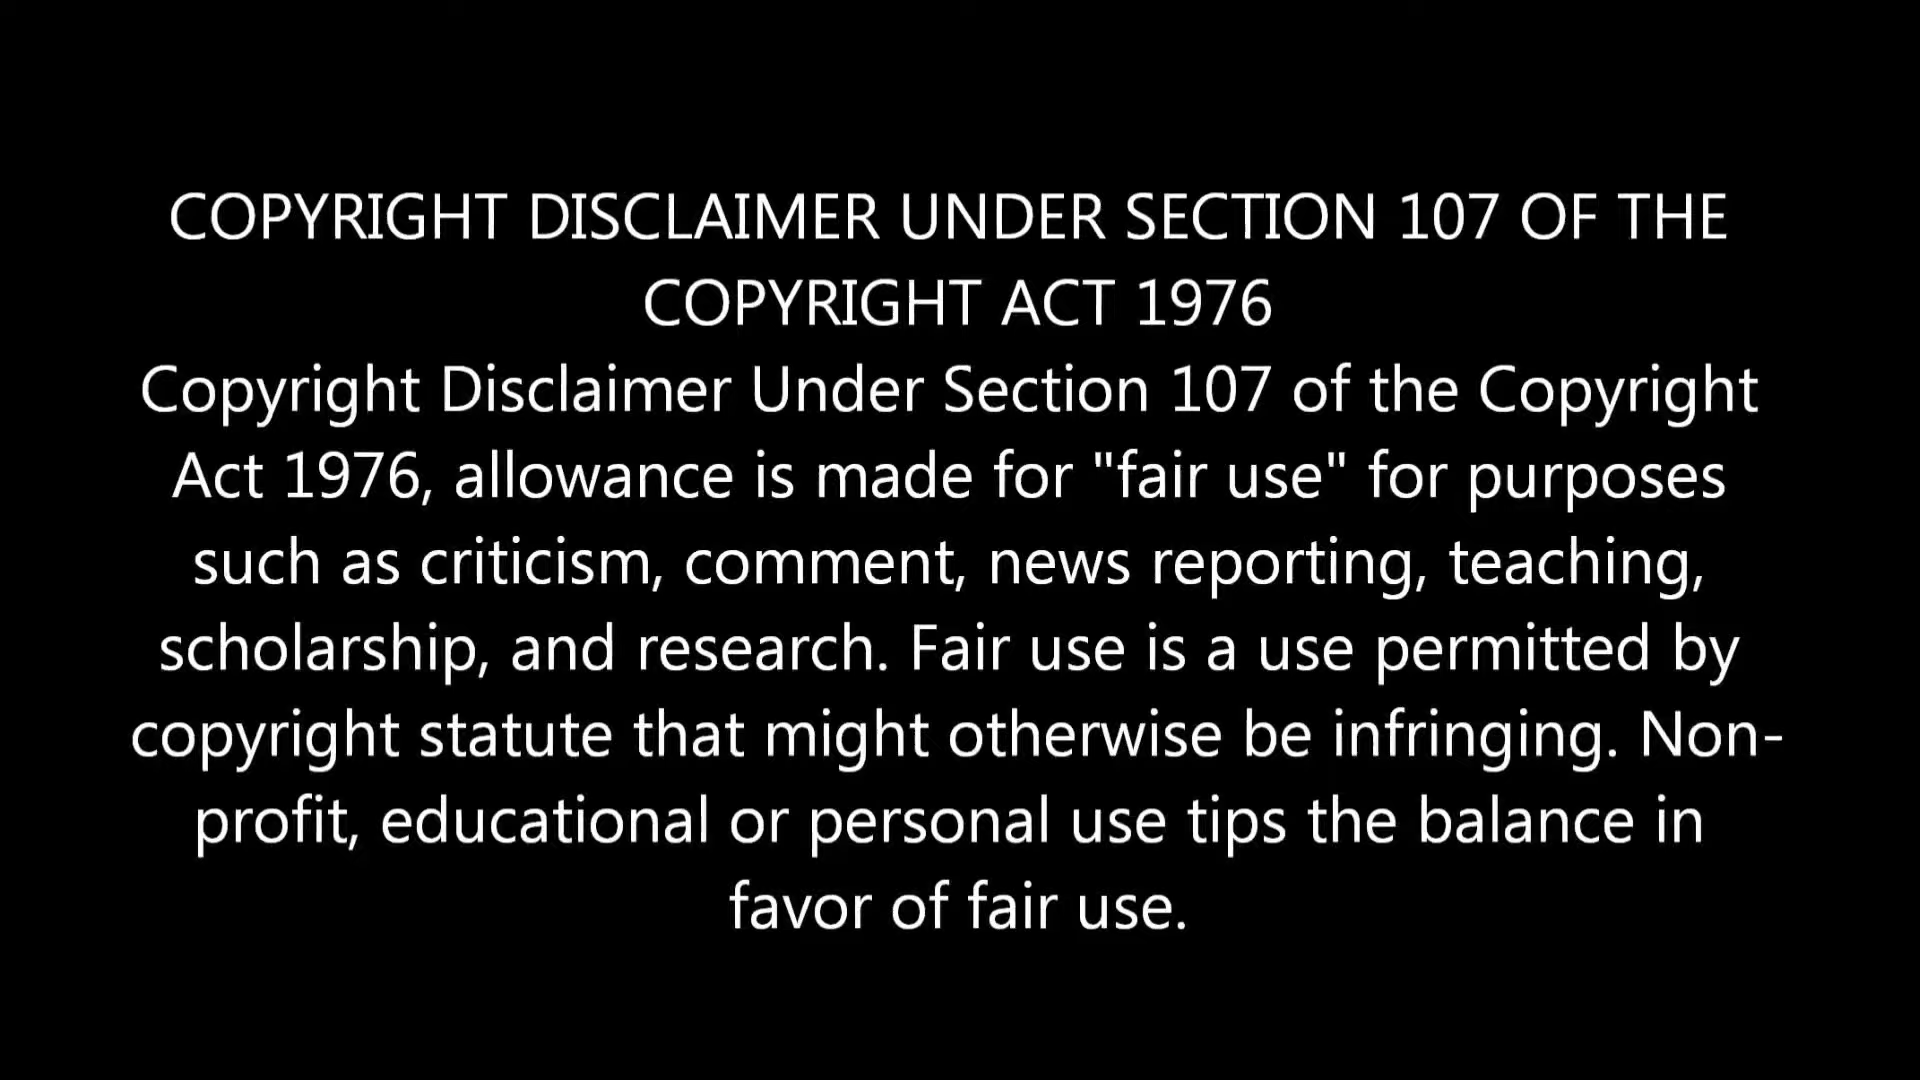 COPYRIGHT DISCLAIMER UNDER SECTION 107 OF THE
COPYRIGHT ACT 1976
Copyright Disclaimer Under Section 107 of the Copyright
Act 1976, allowance is made for "fair use" for purposes
such as criticism, comment, news reporting, teaching,
scholarship, and research. Fair use is a use permitted by
copyright statute that might otherwise be infringing. Non-
profit, educational or personal use tips the balance in
favor of fair use.